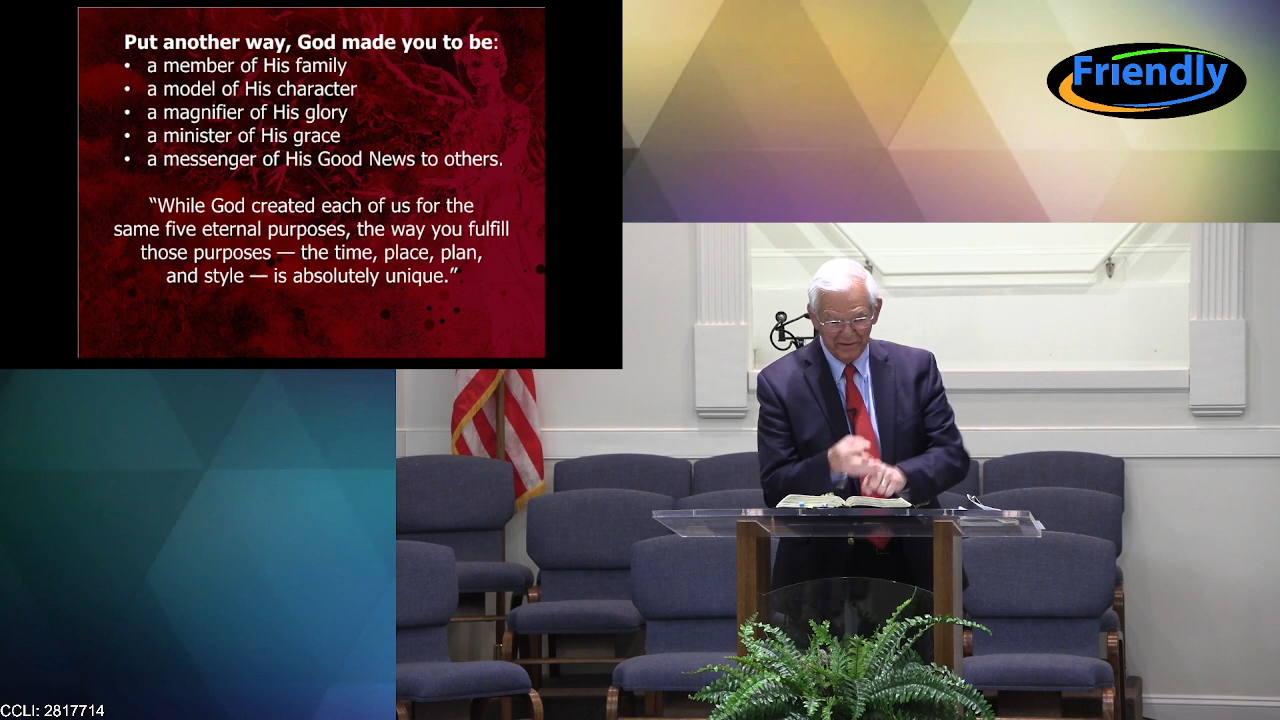 Put another way, God made you to be:
• a member of His family
• a model of His character
• a magnifier of His glory
• a minister of His grace
• a messenger of His Good News to others.
“While God created each of us for the
same five eternal purposes, the way you fulfill
those purposes — the time, place, plan,
and style — is absolutely unique.”
Friendly
CCLI: 2817714